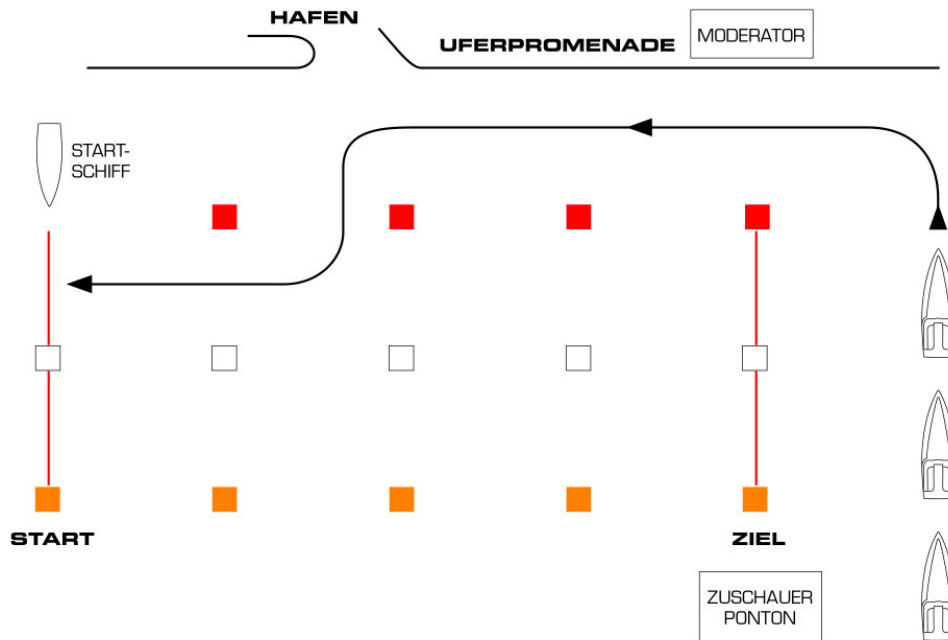 HAFEN
UFERPROMENADE
MODERATOR
START-
SCHIFF
START
ZIEL
ZUSCHAUER
PONTON